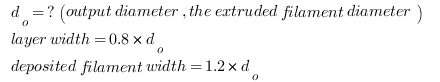 d_o = ? (output diameter, the extruded filament diameter )
layer width = 0.8 × d_o
deposited filament width = 1.2 × d_o